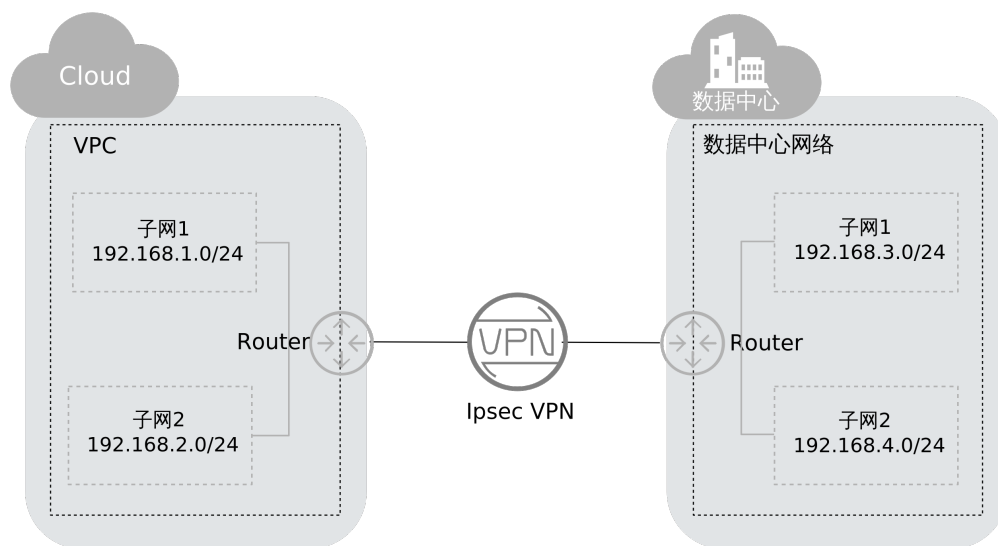 Cloud
VPC
子网1
192.168.1.0/24
Router
子网2
192.168.2.0/24
VPN
Ipsec VPN
数据中心
数据中心网络
子网1
192.168.3.0/24
Router
子网2
192.168.4.0/24